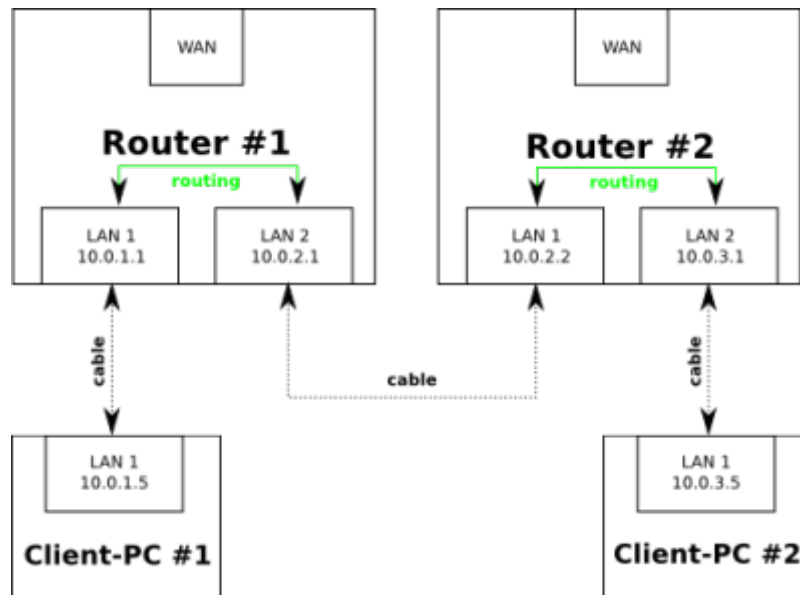 WAN
WAN
Router #1
Router #2
routing
routing
LAN 1
10.0.1.1
LAN 2
10.0.2.1
LAN 1
10.0.2.2
LAN 2
10.0.3.1
cable
cable
cable
LAN 1
10.0.1.5
LAN 1
10.0.3.5
Client-PC #1
Client-PC #2